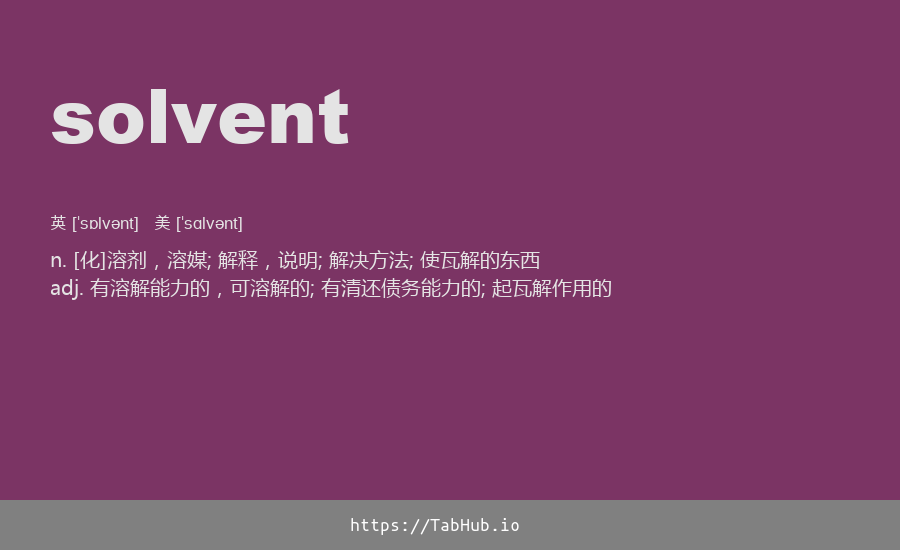 solvent
英 ['sɒlvənt] 美 ['sɑlvənt]
n. [化]溶剂，溶媒; 解释，说明; 解决方法; 使瓦解的东西
adj. 有溶解能力的，可溶解的; 有清还债务能力的; 起瓦解作用的
https://TabHub.io